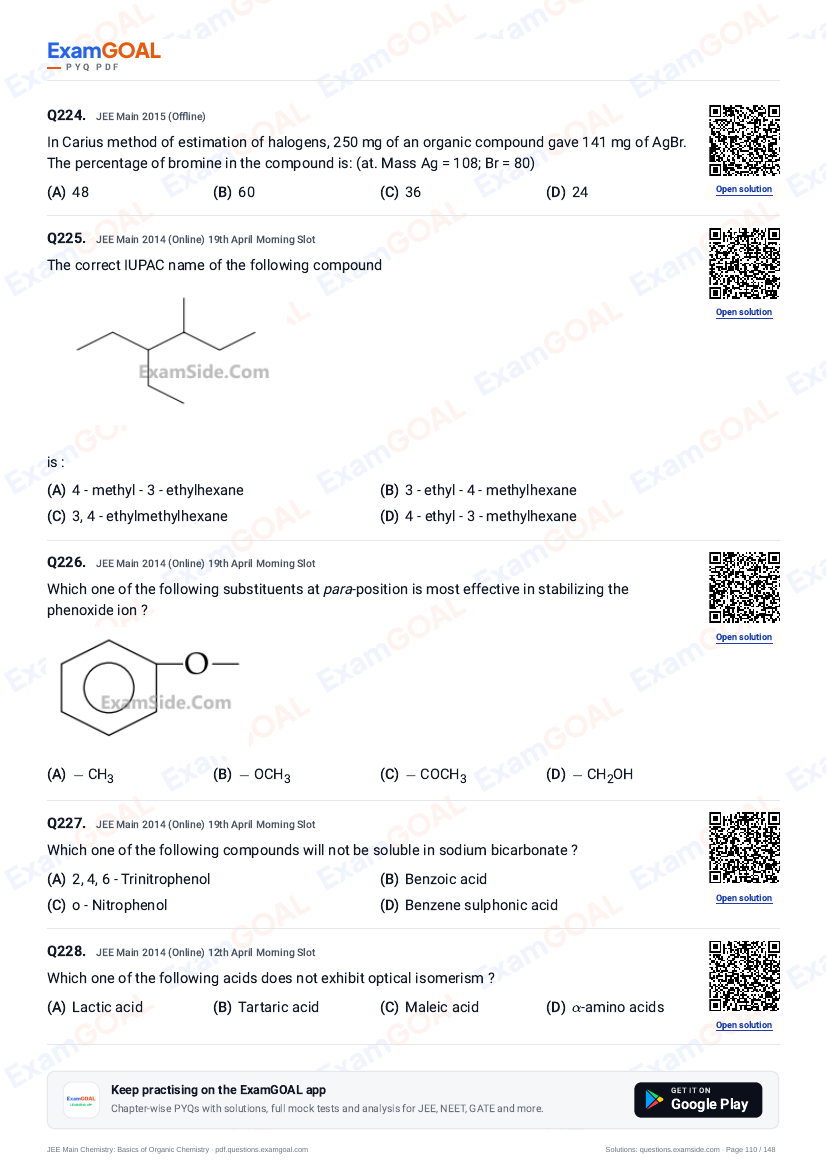 ExamGOAL
PYQ PDF
Q224. JEE Main 2015 (Offline)
In Carius method of estimation of halogens, 250 mg of an organic compound gave 141 mg of AgBr.
The percentage of bromine in the compound is: (at. Mass Ag = 108; Br = 80)
(A) 48 (B) 60 (C) 36 (D) 24
Open solution
Q225. JEE Main 2014 (Online) 19th April Morning Slot
The correct IUPAC name of the following compound
Open solution
ExamSide.Com
is :
(A) 4 - methyl - 3 - ethylhexane (B) 3 - ethyl - 4 - methylhexane
(C) 3, 4 - ethylmethylhexane (D) 4 - ethyl - 3 - methylhexane
Q226. JEE Main 2014 (Online) 19th April Morning Slot
Which one of the following substituents at para-position is most effective in stabilizing the
phenoxide ion ?
Open solution
O
ExamSide.Com
(A) − CH3 (B) − OCH3 (C) − COCH3 (D) − CH2OH
Q227. JEE Main 2014 (Online) 19th April Morning Slot
Which one of the following compounds will not be soluble in sodium bicarbonate ?
(A) 2, 4, 6 - Trinitrophenol (B) Benzoic acid
(C) o - Nitrophenol (D) Benzene sulphonic acid
Open solution
Q228. JEE Main 2014 (Online) 12th April Morning Slot
Which one of the following acids does not exhibit optical isomerism ?
(A) Lactic acid (B) Tartaric acid (C) Maleic acid (D) α-amino acids
Open solution
Keep practising on the ExamGOAL app
Chapter-wise PYQs with solutions, full mock tests and analysis for JEE, NEET, GATE and more.
ExamGOAL
GET IT ON
Google Play
JEE Main Chemistry: Basics of Organic Chemistry · pdf.questions.examgoal.com Solutions: questions.examside.com · Page 110 / 148